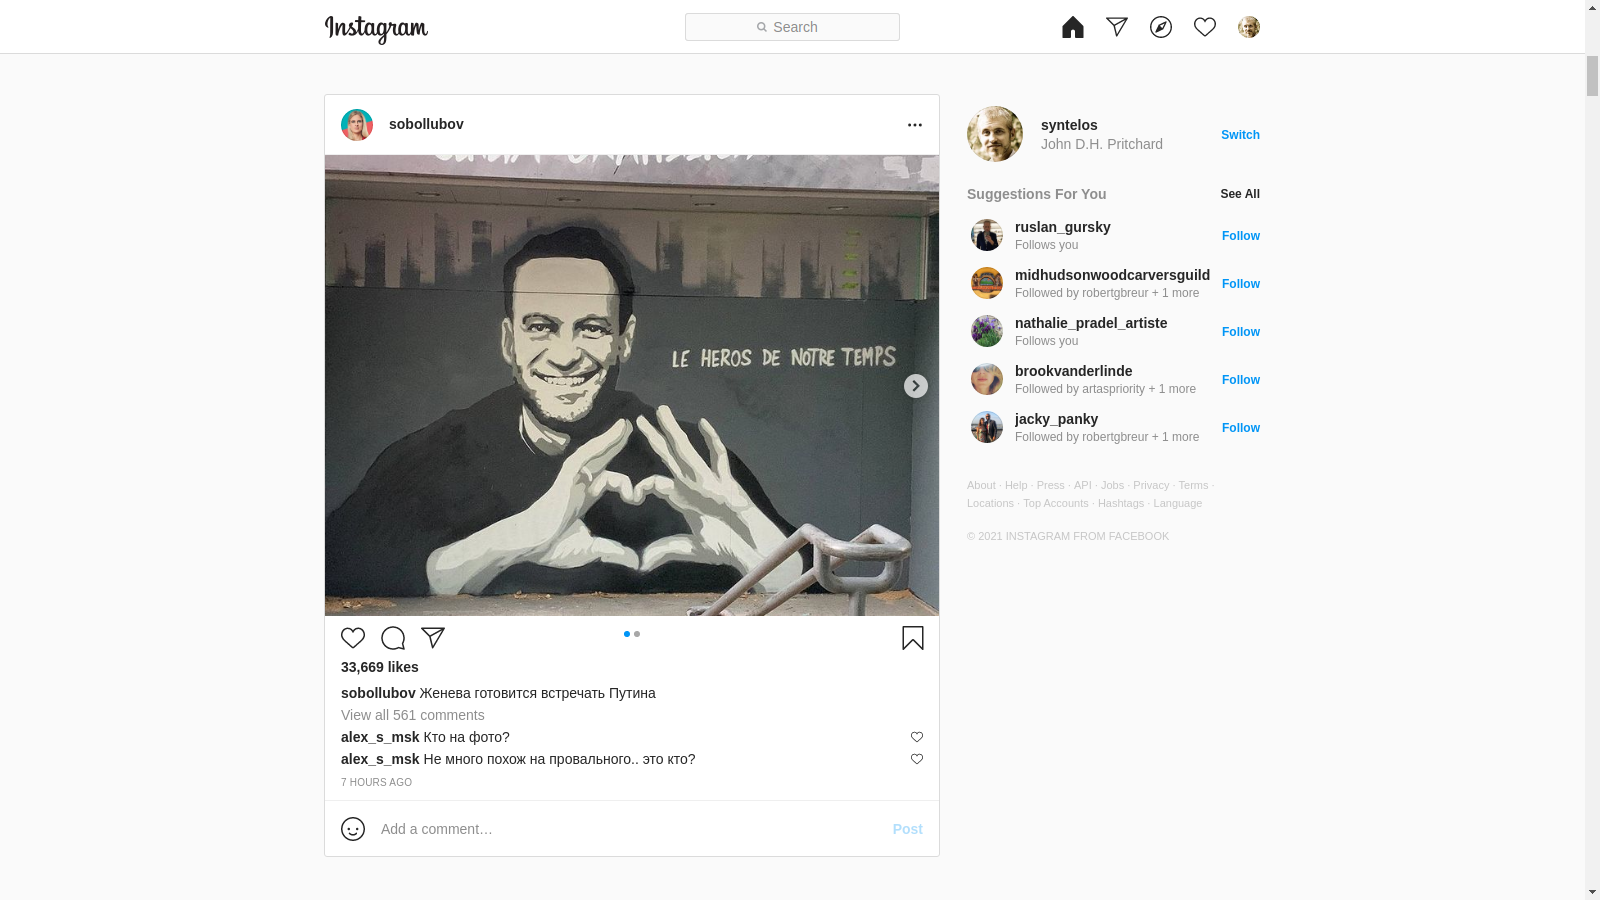 Instagram
Search
sobollubov
LE HEROS DE NOTRE TEMPS
33,669 likes
sobollubov Женева готовится встречать Путина
View all 561 comments
alex_s_msk Кто на фото?
alex_s_msk Не много похож на провального.. это кто?
7 HOURS AGO
Add a comment…
Post
syntelos
John D.H. Pritchard
Switch
Suggestions For You
See All
ruslan_gursky
Follows you
Follow
midhudsonwoodcarversguild
Followed by robertgbreur + 1 more
Follow
nathalie_pradel_artiste
Follows you
Follow
brookvanderlinde
Followed by artaspriority + 1 more
Follow
jacky_panky
Followed by robertgbreur + 1 more
Follow
About · Help · Press · API · Jobs · Privacy · Terms ·
Locations · Top Accounts · Hashtags · Language
© 2021 INSTAGRAM FROM FACEBOOK